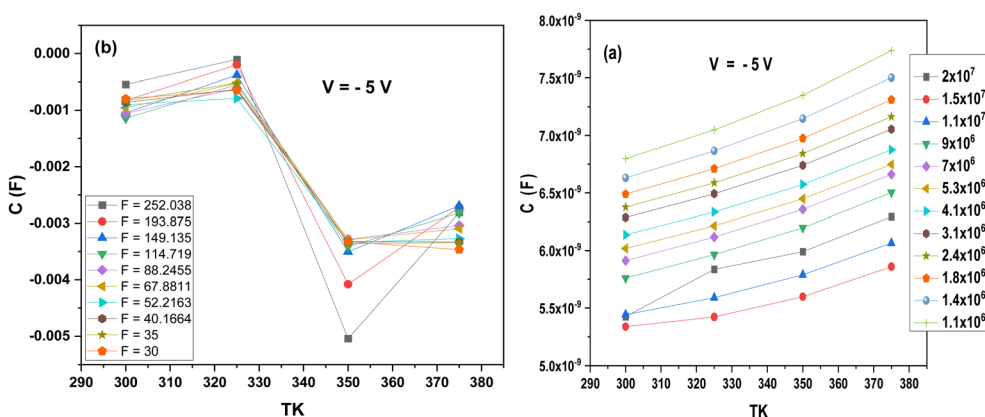 (b)
V = - 5 V
C (F)
0.000
-0.001
-0.002
-0.003
-0.004
-0.005
F = 252.038
F = 193.875
F = 149.135
F = 114.719
F = 88.2455
F = 67.8811
F = 52.2163
F = 40.1664
F = 35
F = 30
290 300 310 320 330 340 350 360 370 380
TK
(a)
V = - 5 V
C (F)
8.0x10⁻⁹
7.5x10⁻⁹
7.0x10⁻⁹
6.5x10⁻⁹
6.0x10⁻⁹
5.5x10⁻⁹
5.0x10⁻⁹
2x10⁷
1.5x10⁷
1.1x10⁷
9x10⁶
7x10⁶
5.3x10⁶
4.1x10⁶
3.1x10⁶
2.4x10⁶
1.8x10⁶
1.4x10⁶
1.1x10⁶
290 300 310 320 330 340 350 360 370 380
TK